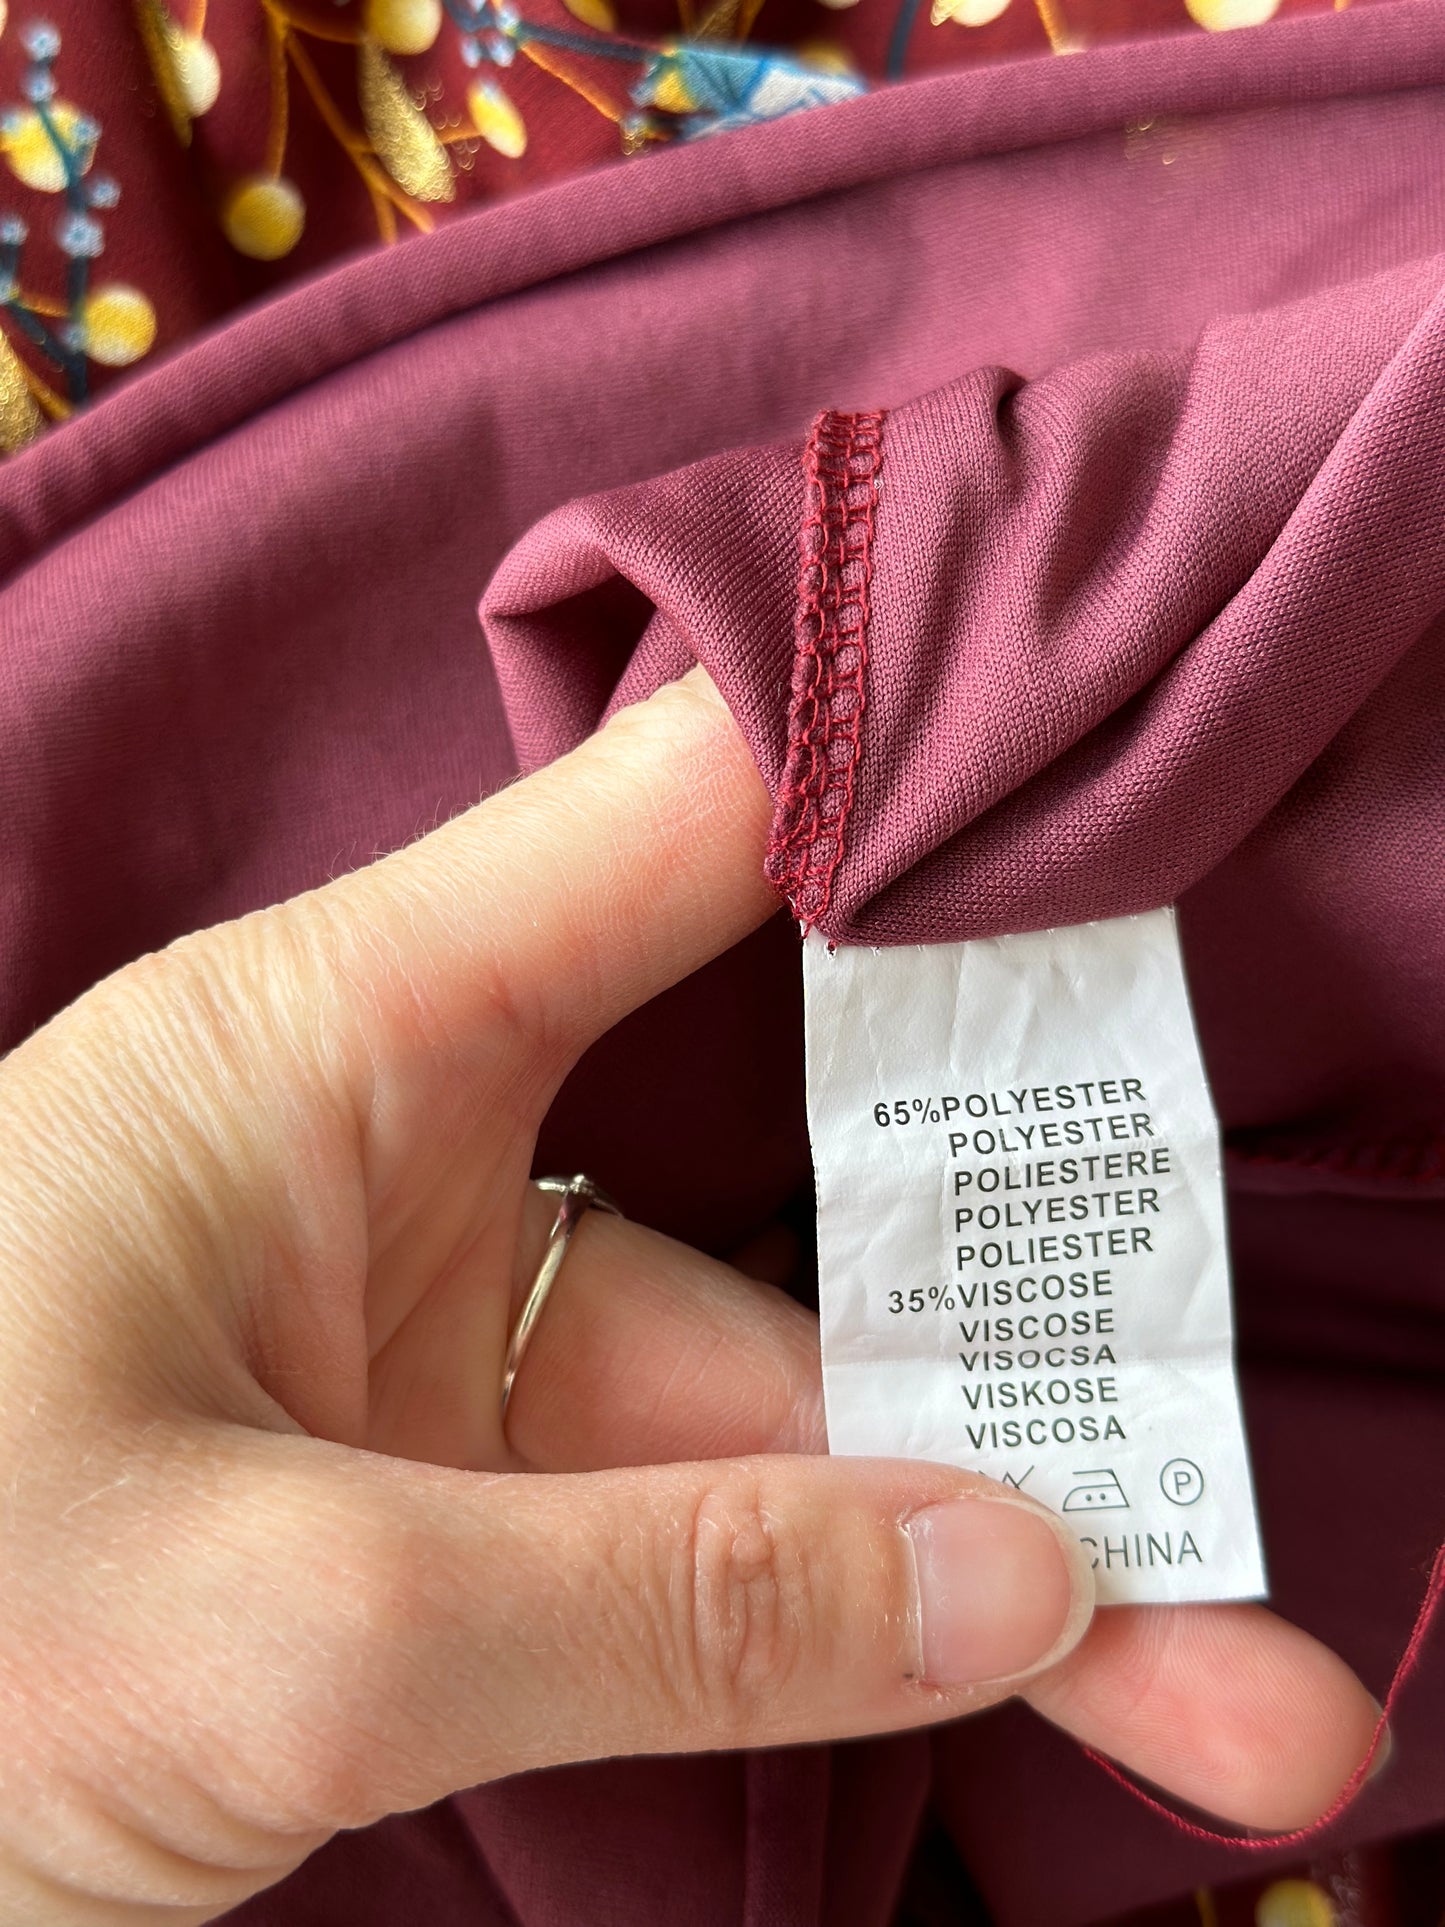 65%POLYESTER
POLYESTER
POLIESTERE
POLYESTER
POLIESTER
35%VISCOSE
VISCOSE
VISOCSA
VISKOSE
VISCOSA
P
CHINA